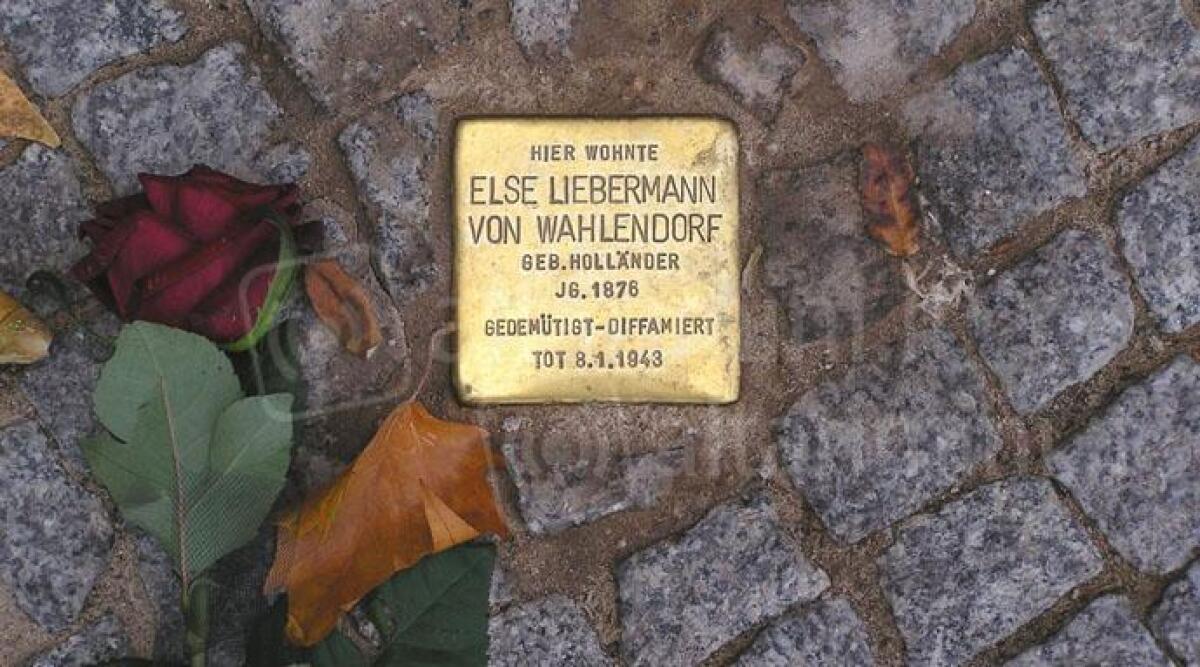 HIER WOHNTE
ELSE LIEBERMANN
VON WAHLENDORF
GEB. HOLLÄNDER
JG. 1876
GEDEMÜTIGT-DIFFAMIERT
TOT 8.1.1943